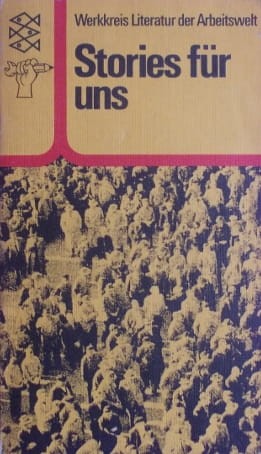 Werkkreis Literatur der Arbeitswelt
Stories für
uns